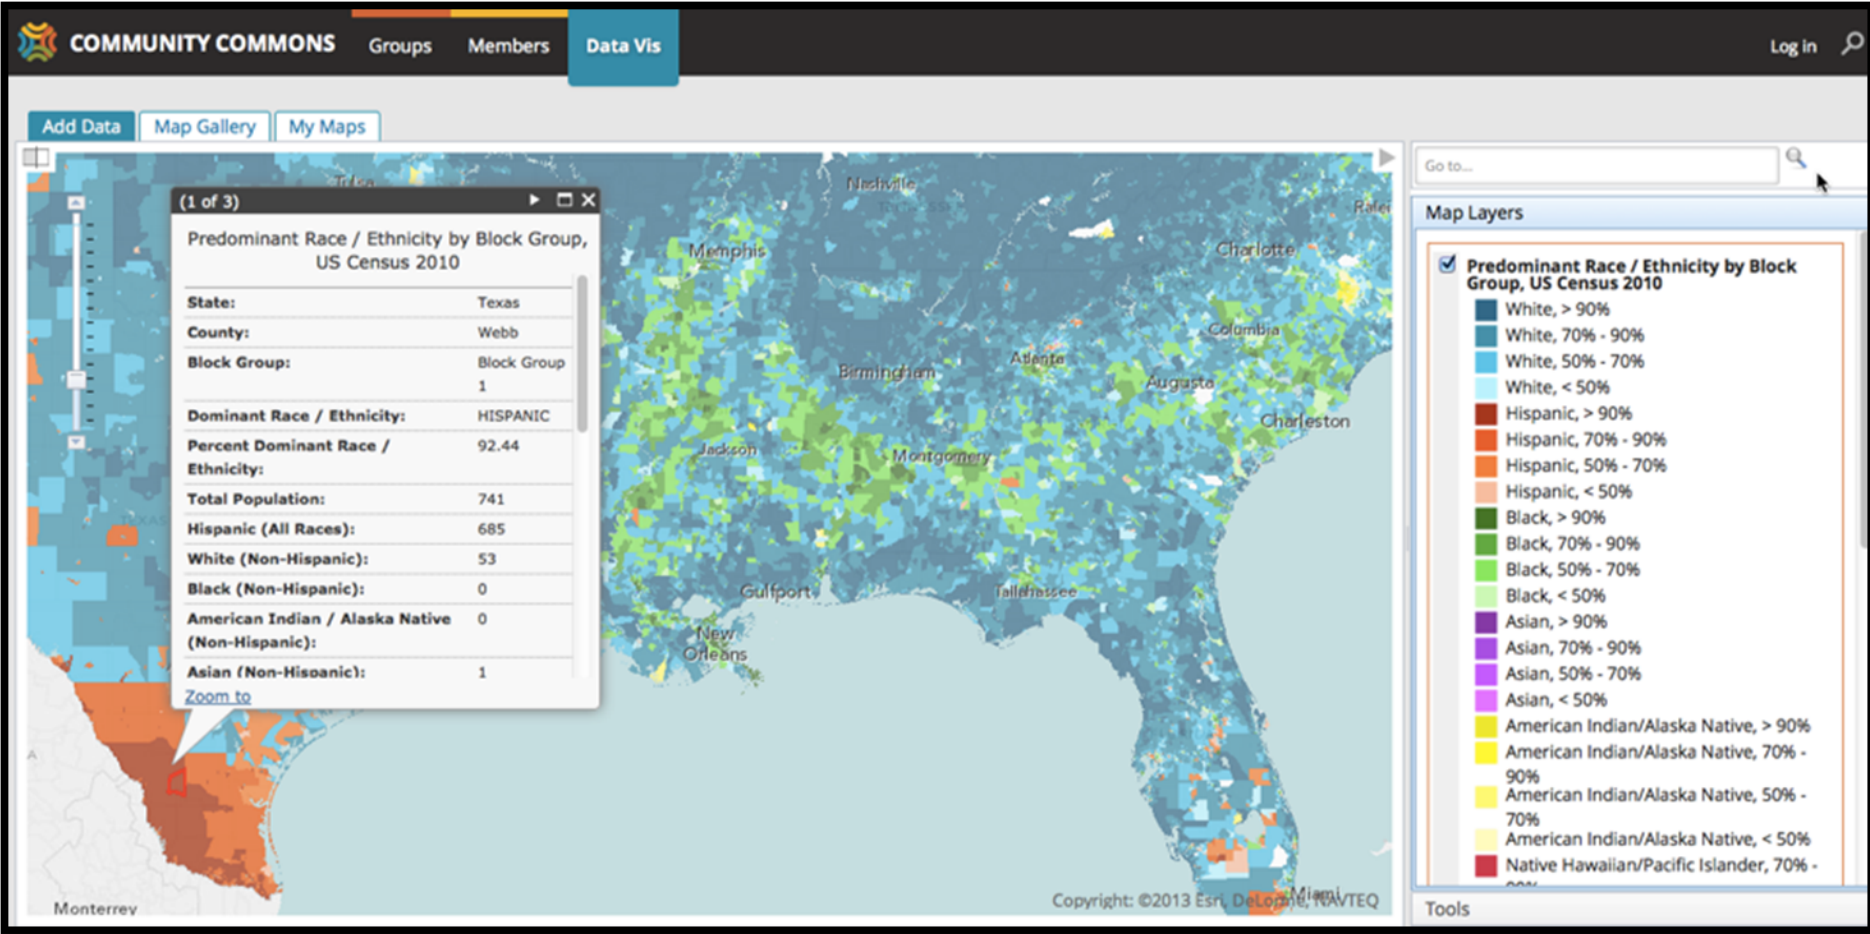 COMMUNITY COMMONS
Groups
Members
Data Vis
Log in
Add Data
Map Gallery
My Maps
Go to...
Map Layers
Predominant Race / Ethnicity by Block
Group, US Census 2010
White, > 90%
White, 70% - 90%
White, 50% - 70%
White, < 50%
Hispanic, > 90%
Hispanic, 70% - 90%
Hispanic, 50% - 70%
Hispanic, < 50%
Black, > 90%
Black, 70% - 90%
Black, 50% - 70%
Black, < 50%
Asian, > 90%
Asian, 70% - 90%
Asian, 50% - 70%
Asian, < 50%
American Indian/Alaska Native, > 90%
American Indian/Alaska Native, 70% -
90%
American Indian/Alaska Native, 50% -
70%
American Indian/Alaska Native, < 50%
Native Hawaiian/Pacific Islander, 70% -
Tools
(1 of 3)
Predominant Race / Ethnicity by Block Group,
US Census 2010
State: Texas
County: Webb
Block Group: Block Group
1
Dominant Race / Ethnicity: HISPANIC
Percent Dominant Race / 92.44
Ethnicity:
Total Population: 741
Hispanic (All Races): 685
White (Non-Hispanic): 53
Black (Non-Hispanic): 0
American Indian / Alaska Native 0
(Non-Hispanic):
Asian (Non-Hispanic): 1
Zoom to
Tulsa
Nashville
Memphis
Charlotte
Columbia
Atlanta
Birmingham
Augusta
Charleston
Jackson
Montgomery
TEXAS
Gulfport
Tallahassee
New
Orleans
Miami
Monterrey
Copyright: ©2013 Esri, DeLorme, NAVTEQ